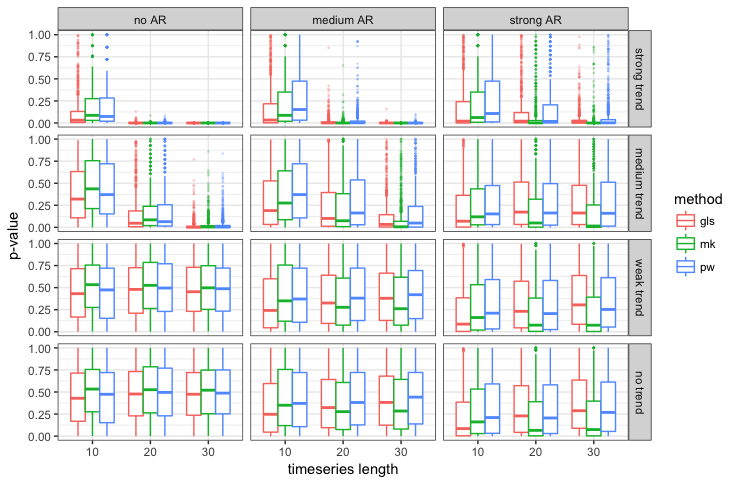 no AR medium AR strong AR
1.00
0.75
0.50
0.25
0.00
strong trend
1.00
0.75
0.50
0.25
0.00
medium trend
1.00
0.75
0.50
0.25
0.00
weak trend
1.00
0.75
0.50
0.25
0.00
no trend
10 20 30 10 20 30 10 20 30
timeseries length
p-value
method
gls
mk
pw